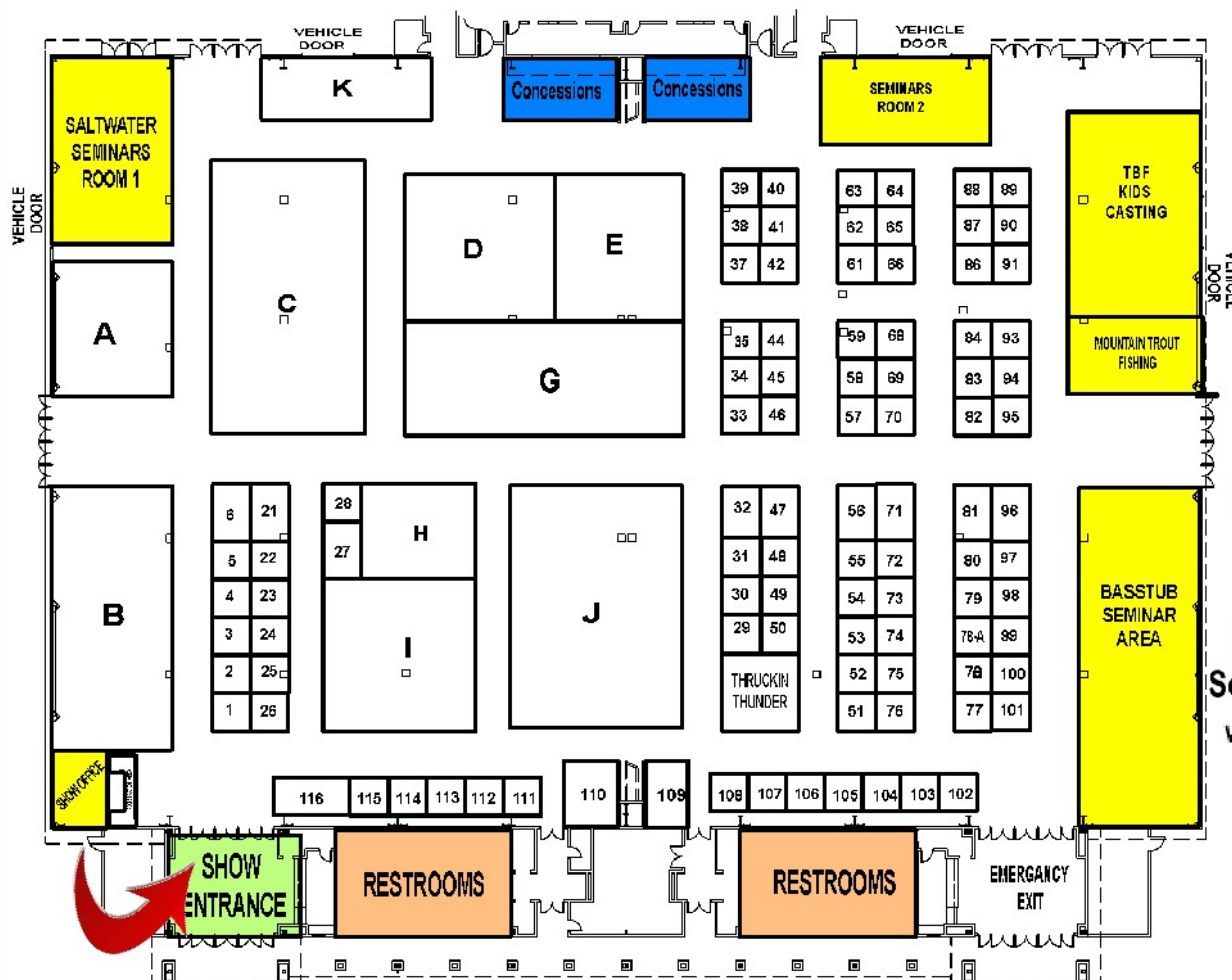 VEHICLE
DOOR
VEHICLE
DOOR
K
Concessions
Concessions
SEMINARS
ROOM 2
SALTWATER
SEMINARS
ROOM 1
TBF
KIDS
CASTING
VEHICLE
DOOR
VEHICLE
DOOR
39 40
38 41
37 42
63 64
62 65
61 66
88 89
87 90
86 91
A
C
D
E
G
35 44
34 45
33 46
59 68
58 69
57 70
84 93
83 94
82 95
MOUNTAIN TROUT
FISHING
B
6 21
5 22
4 23
3 24
2 25
1 26
28
27
H
I
J
32 47
31 48
30 49
29 50
THRUCKIN
THUNDER
56 71
55 72
54 73
53 74
52 75
51 76
81 96
80 97
79 98
78-A 99
78 100
77 101
BASSTUB
SEMINAR
AREA
SHOW OFFICE
116 115 114 113 112 111
110
109
108 107 106 105 104 103 102
SHOW
ENTRANCE
RESTROOMS
RESTROOMS
EMERGANCY
EXIT